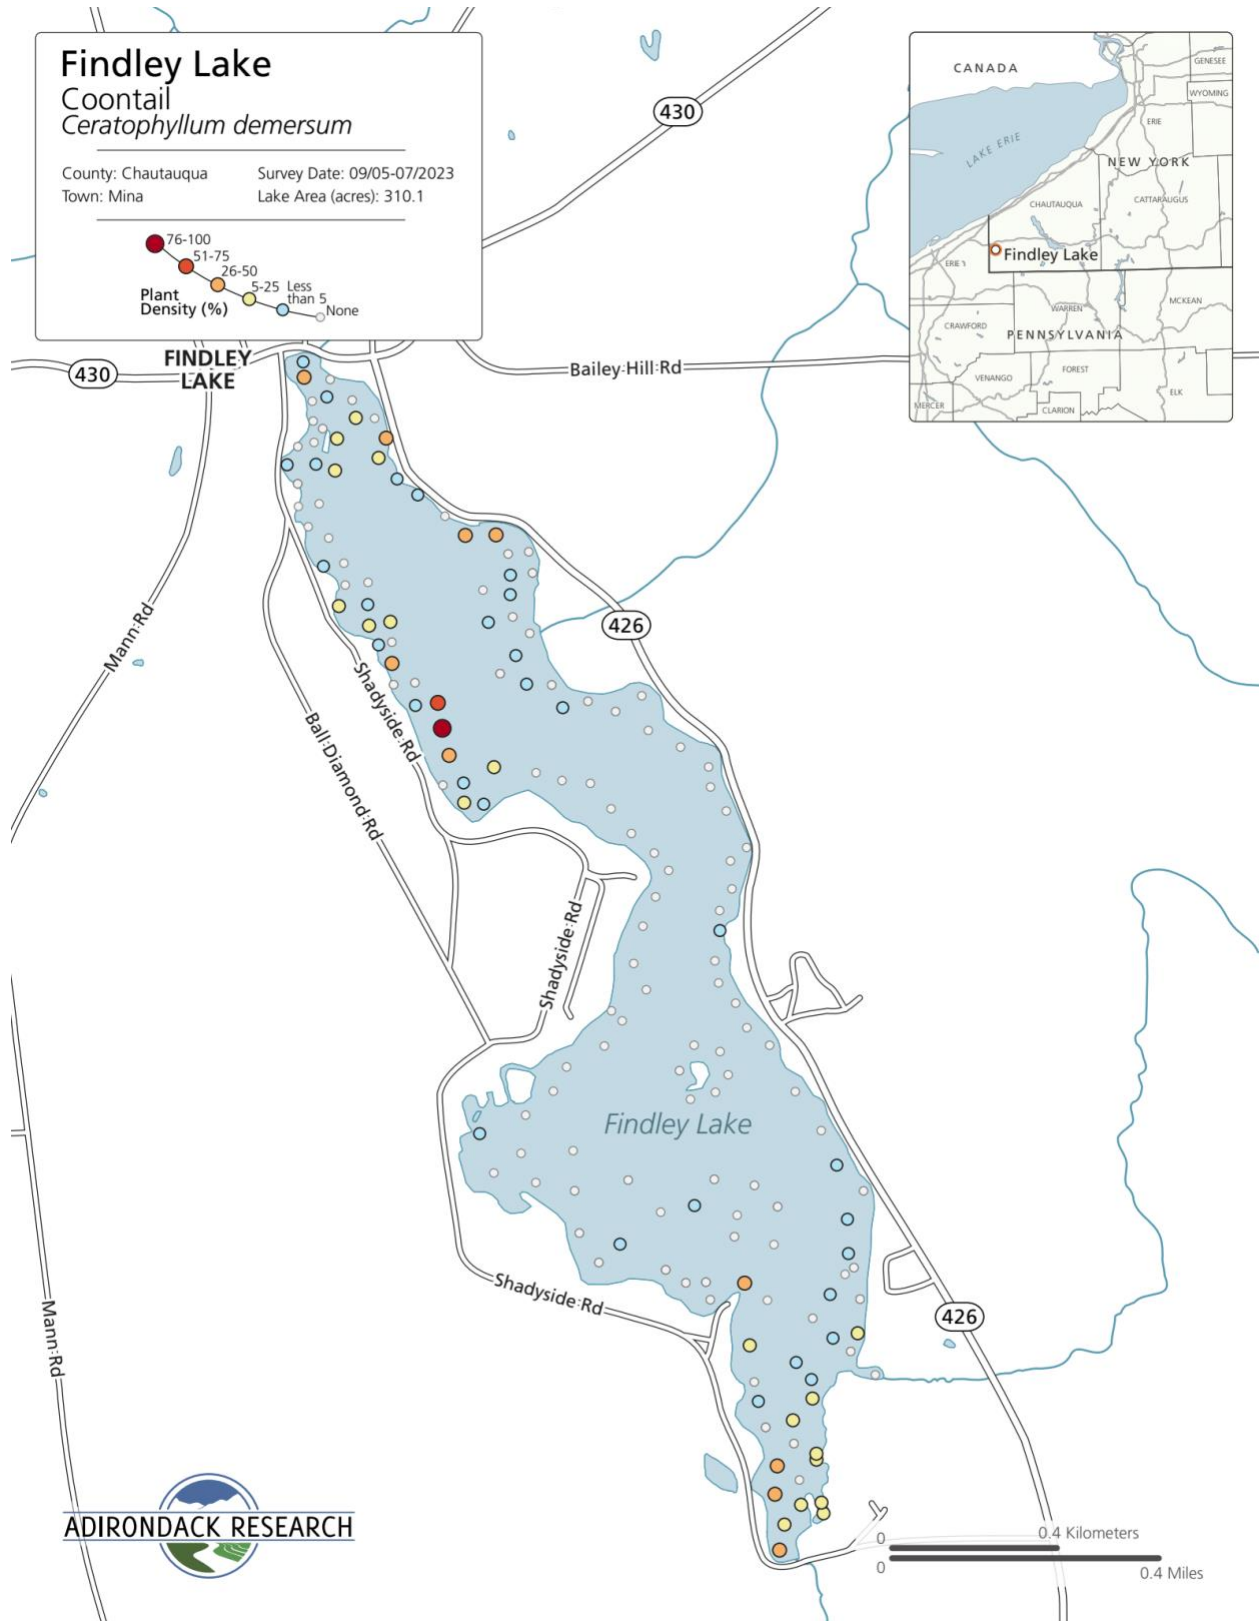 Findley Lake
Coontail
Ceratophyllum demersum
County: Chautauqua
Survey Date: 09/05-07/2023
Town: Mina
Lake Area (acres): 310.1
76-100
51-75
26-50
5-25
Less
than 5
None
Plant
Density (%)
430
CANADA
GENESEE
WYOMING
LAKE ERIE
ERIE
NEW YORK
CHAUTAUQUA
CATTARAUGUS
Findley Lake
ERIE
WARREN
MCKEAN
CRAWFORD
PENNSYLVANIA
VENANGO
FOREST
ELK
MERCER
CLARION
FINDLEY
LAKE
430
Bailey Hill Rd
Mann Rd
426
Shadyside Rd
Ball Diamond Rd
Shadyside Rd
Findley Lake
Shadyside Rd
Mann Rd
426
ADIRONDACK RESEARCH
0
0.4 Kilometers
0
0.4 Miles